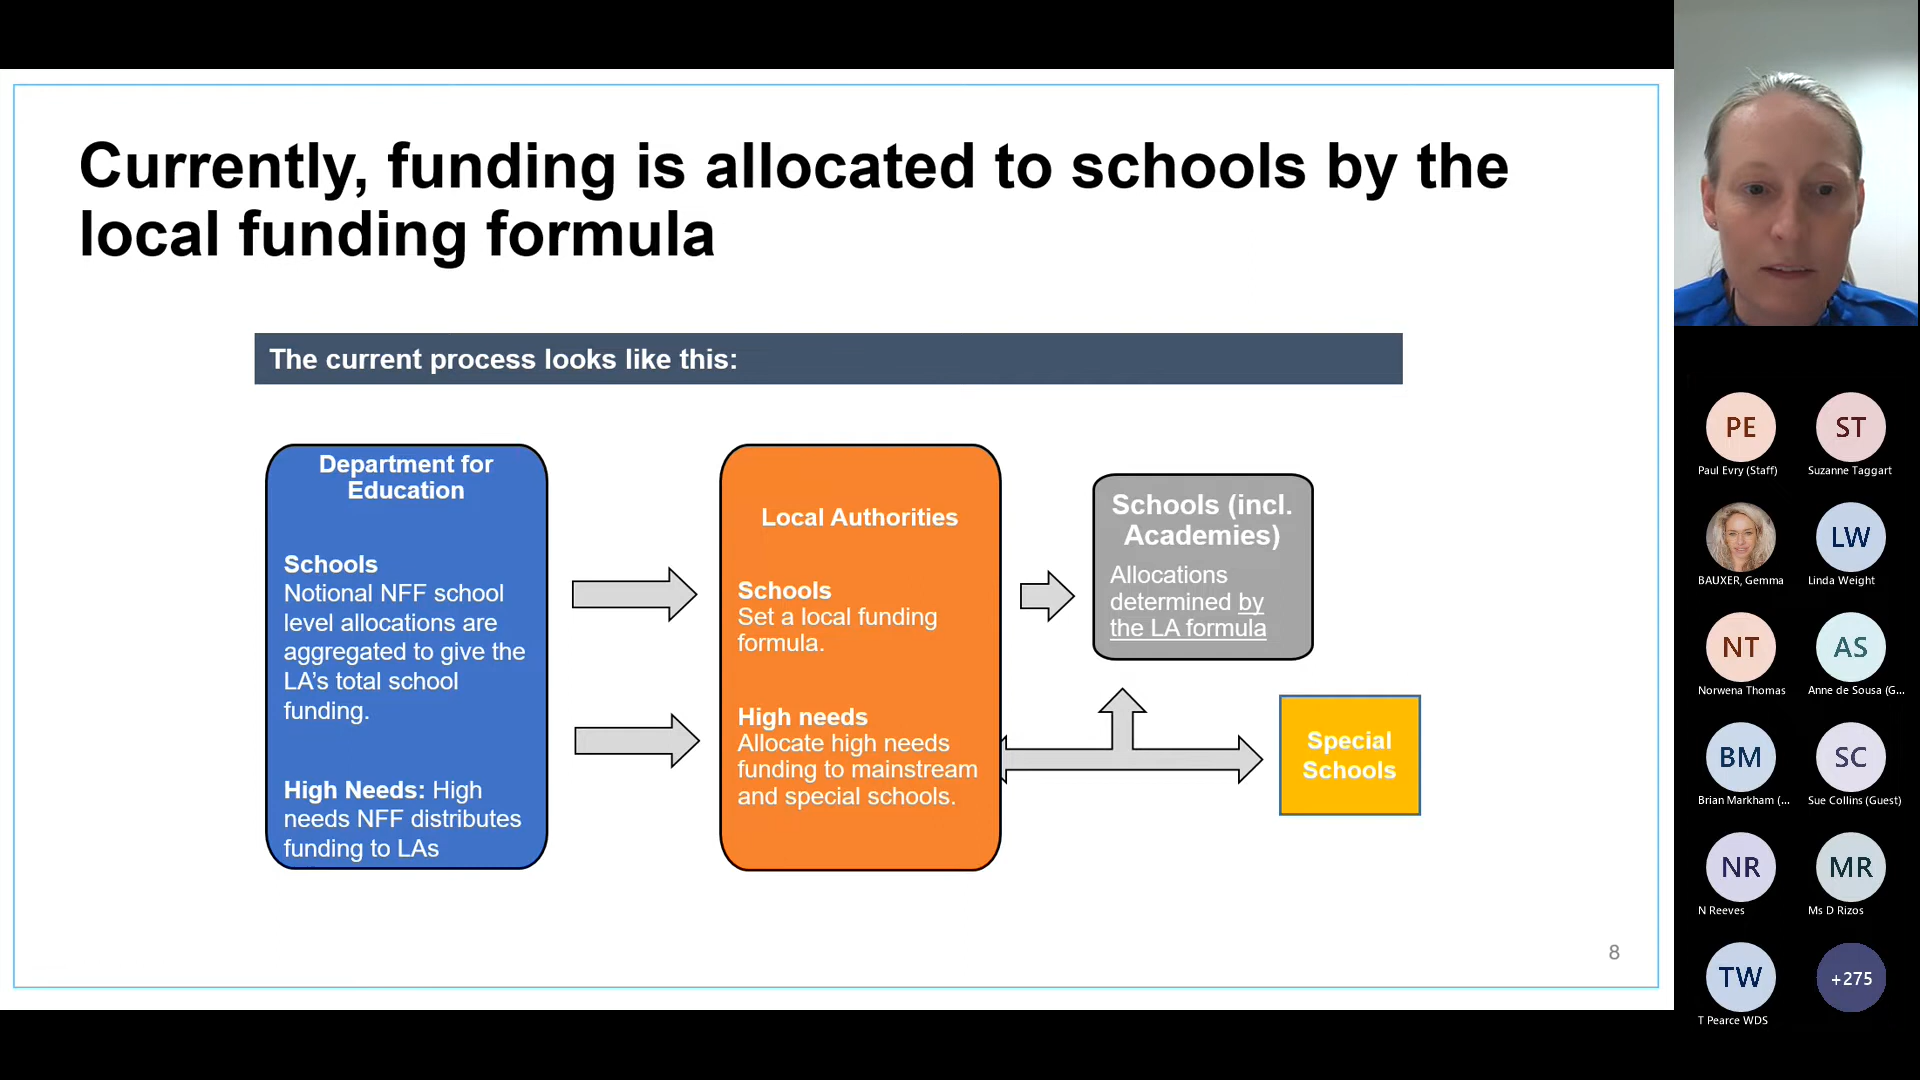 Currently, funding is allocated to schools by the
local funding formula
The current process looks like this:
Department for
Education
Schools
Notional NFF school
level allocations are
aggregated to give the
LA’s total school
funding.
High Needs: High
needs NFF distributes
funding to LAs
Local Authorities
Schools
Set a local funding
formula.
High needs
Allocate high needs
funding to mainstream
and special schools.
Schools (incl.
Academies)
Allocations
determined by
the LA formula
Special
Schools
8
PE
Paul Evry (Staff)
ST
Suzanne Taggart
BAUXER, Gemma
LW
Linda Weight
NT
Norwena Thomas
AS
Anne de Sousa (G...
BM
Brian Markham (...
SC
Sue Collins (Guest)
NR
N Reeves
MR
Ms D Rizos
TW
T Pearce WDS
+275